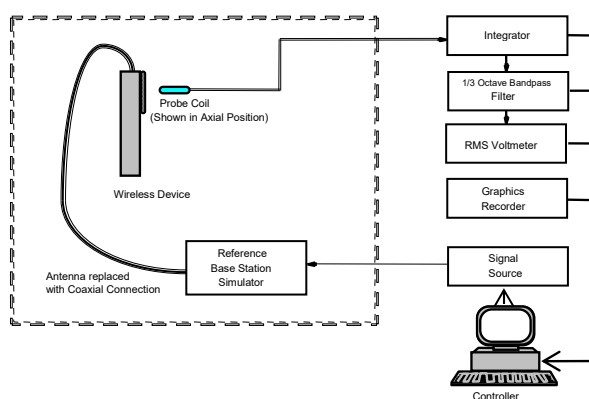 Integrator
1/3 Octave Bandpass
Filter
RMS Voltmeter
Graphics
Recorder
Signal
Source
Controller
Probe Coil
(Shown in Axial Position)
Wireless Device
Reference
Base Station
Simulator
Antenna replaced
with Coaxial Connection